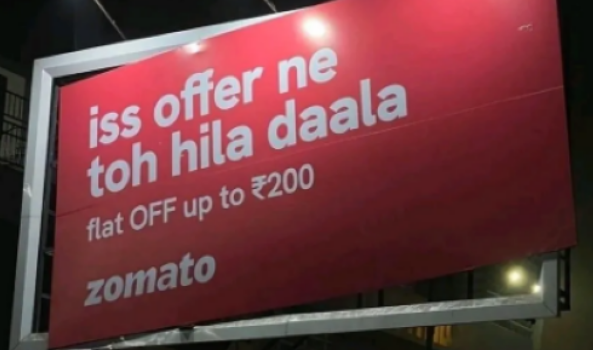 iss offer ne
toh hila daala
flat OFF up to ₹200
zomato